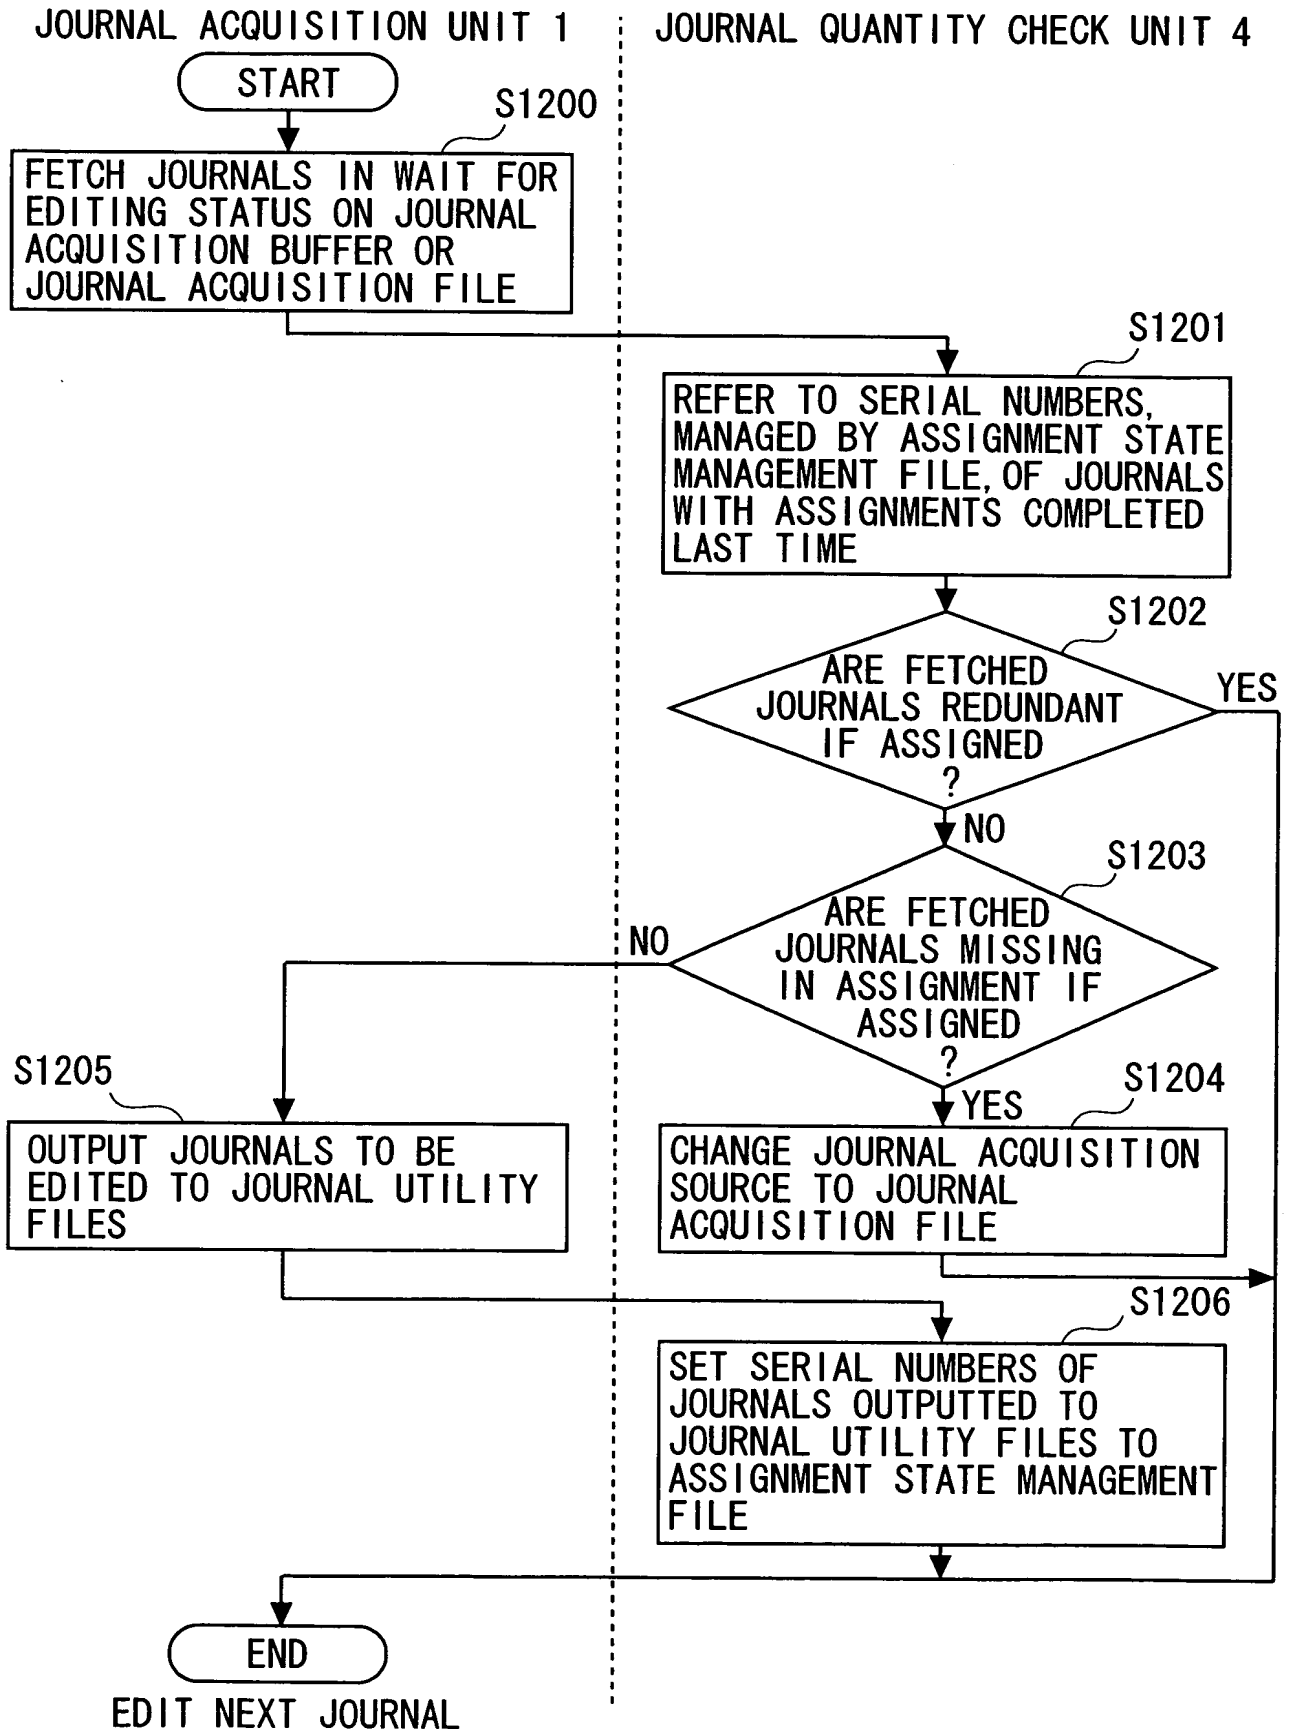 JOURNAL ACQUISITION UNIT 1
JOURNAL QUANTITY CHECK UNIT 4
START
S1200
FETCH JOURNALS IN WAIT FOR
EDITING STATUS ON JOURNAL
ACQUISITION BUFFER OR
JOURNAL ACQUISITION FILE
S1201
REFER TO SERIAL NUMBERS,
MANAGED BY ASSIGNMENT STATE
MANAGEMENT FILE, OF JOURNALS
WITH ASSIGNMENTS COMPLETED
LAST TIME
S1202
ARE FETCHED
JOURNALS REDUNDANT
IF ASSIGNED
?
YES
NO
S1203
ARE FETCHED
JOURNALS MISSING
IN ASSIGNMENT IF
ASSIGNED
?
NO
YES
S1204
CHANGE JOURNAL ACQUISITION
SOURCE TO JOURNAL
ACQUISITION FILE
S1205
OUTPUT JOURNALS TO BE
EDITED TO JOURNAL UTILITY
FILES
S1206
SET SERIAL NUMBERS OF
JOURNALS OUTPUTTED TO
JOURNAL UTILITY FILES TO
ASSIGNMENT STATE MANAGEMENT
FILE
END
EDIT NEXT JOURNAL